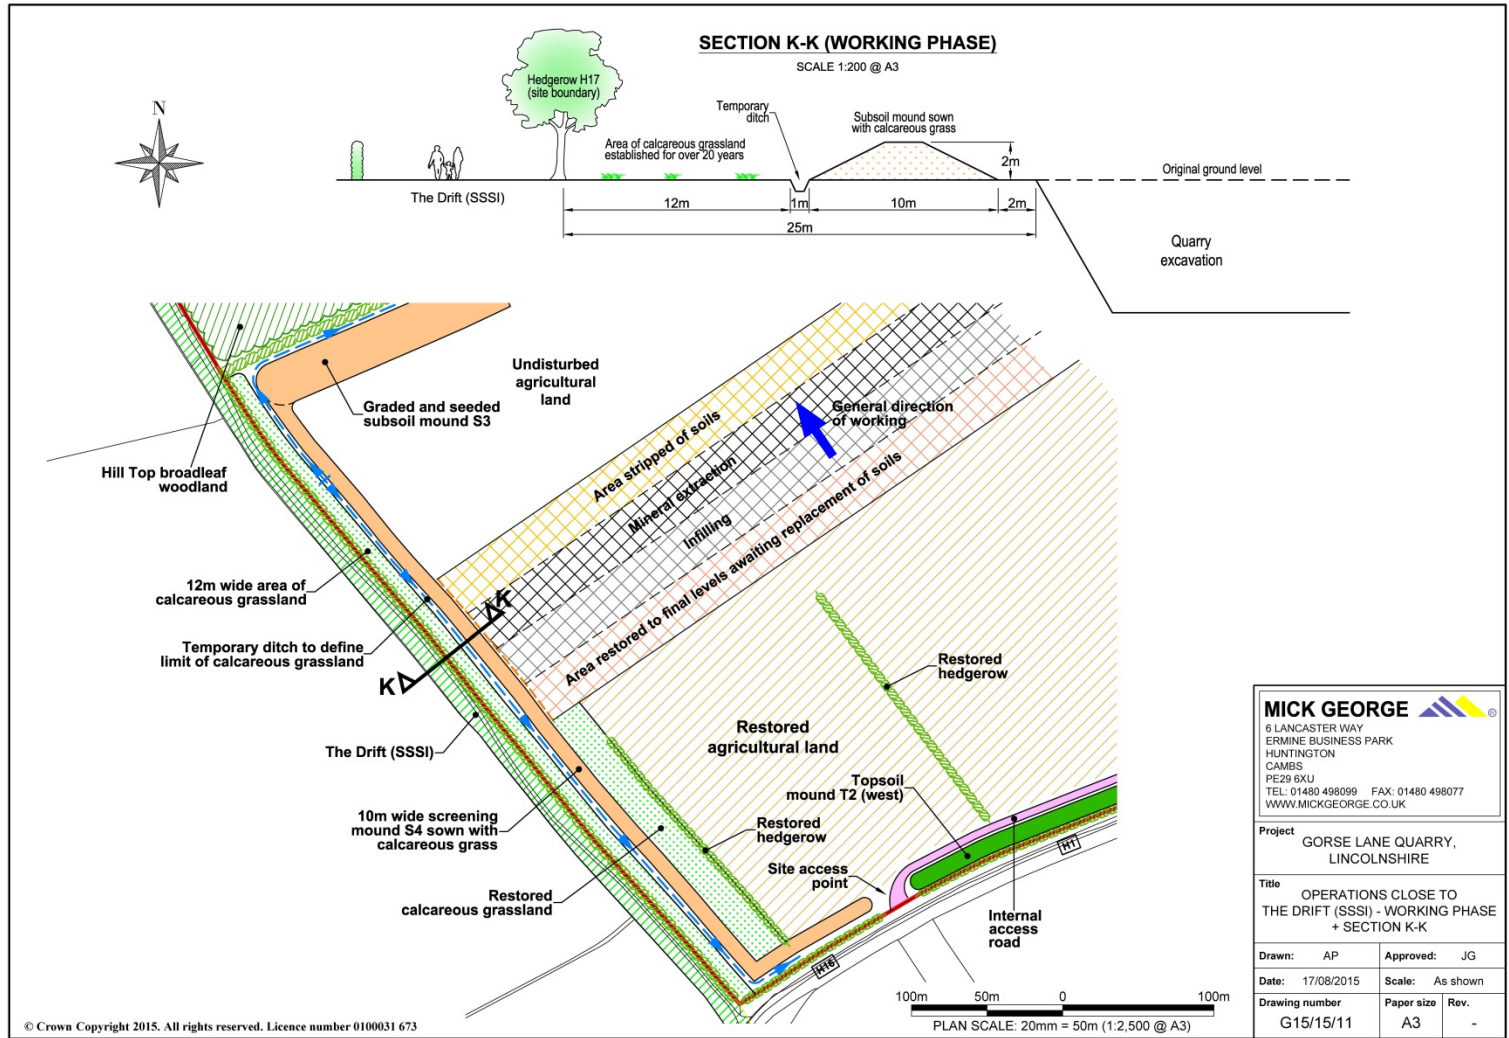 SECTION K-K (WORKING PHASE)
SCALE 1:200 @ A3
N
Hedgerow H17
(site boundary)
Temporary
ditch
Subsoil mound sown
with calcareous grass
Area of calcareous grassland
established for over 20 years
2m
Original ground level
The Drift (SSSI)
12m
1m
10m
2m
25m
Quarry
excavation
Undisturbed
agricultural
land
Graded and seeded
subsoil mound S3
General direction
of working
Area stripped of soils
Mineral extraction
Infilling
Area restored to final levels awaiting replacement of soils
Hill Top broadleaf
woodland
12m wide area of
calcareous grassland
Temporary ditch to define
limit of calcareous grassland
K
K
The Drift (SSSI)
Restored
hedgerow
Restored
agricultural land
Topsoil
mound T2 (west)
10m wide screening
mound S4 sown with
calcareous grass
Restored
hedgerow
Site access
point
H1
Restored
calcareous grassland
Internal
access
road
H16
100m 50m 0 100m
PLAN SCALE: 20mm = 50m (1:2,500 @ A3)
© Crown Copyright 2015. All rights reserved. Licence number 0100031 673
MICK GEORGE ®
6 LANCASTER WAY
ERMINE BUSINESS PARK
HUNTINGTON
CAMBS
PE29 6XU
TEL: 01480 498099 FAX: 01480 498077
WWW.MICKGEORGE.CO.UK
Project
GORSE LANE QUARRY,
LINCOLNSHIRE
Title
OPERATIONS CLOSE TO
THE DRIFT (SSSI) - WORKING PHASE
+ SECTION K-K
Drawn: AP Approved: JG
Date: 17/08/2015 Scale: As shown
Drawing number Paper size Rev.
G15/15/11 A3 -